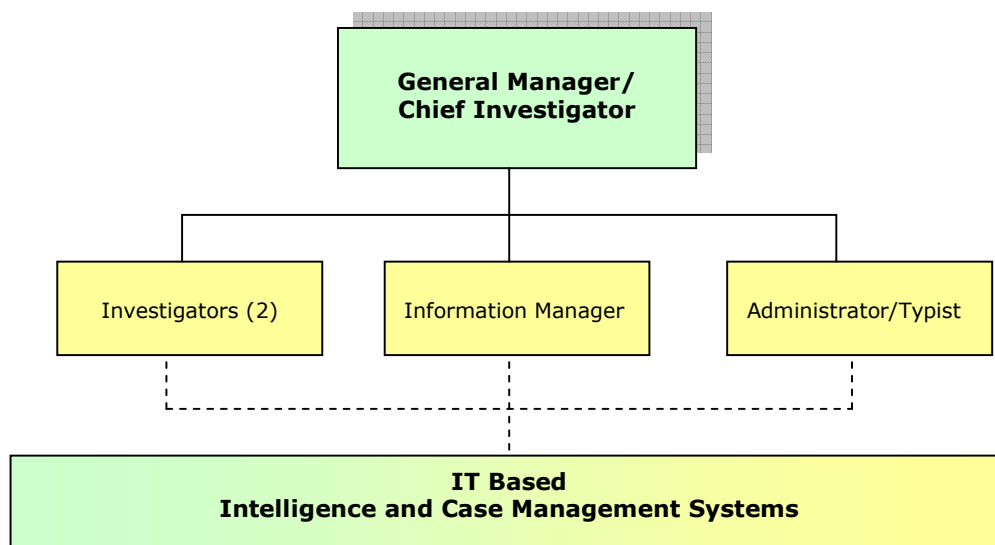 General Manager/
Chief Investigator
Investigators (2)
Information Manager
Administrator/Typist
IT Based
Intelligence and Case Management Systems